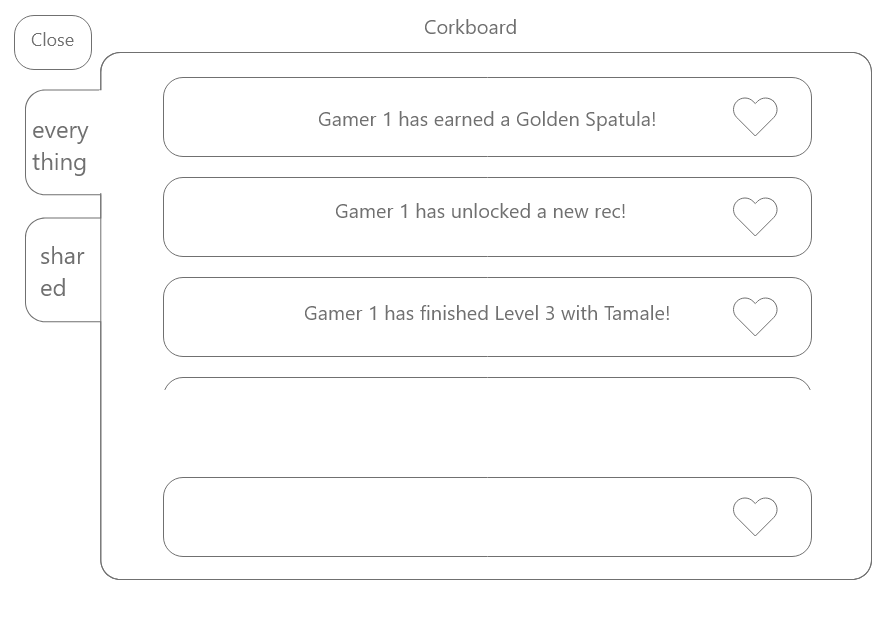 Corkboard
Close
every
thing
shar
ed
Gamer 1 has earned a Golden Spatula!
Gamer 1 has unlocked a new rec!
Gamer 1 has finished Level 3 with Tamale!